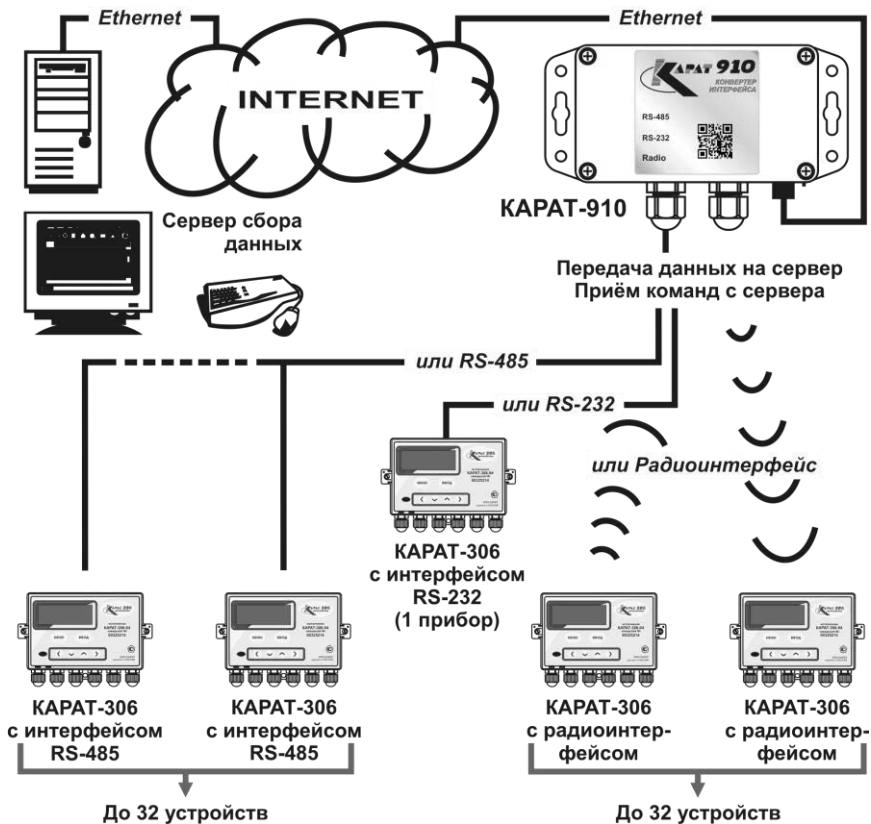 Ethernet
Ethernet
INTERNET
КАРАТ 910
КОНВЕРТЕР
ИНТЕРФЕЙСА
RS-485
RS-232
Radio
КАРАТ-910
Сервер сбора
данных
Передача данных на сервер
Приём команд с сервера
или RS-485
или RS-232
или Радиоинтерфейс
КАРАТ-306
с интерфейсом
RS-232
(1 прибор)
КАРАТ-306
с интерфейсом
RS-485
КАРАТ-306
с интерфейсом
RS-485
КАРАТ-306
с радиоинтер-
фейсом
КАРАТ-306
с радиоинтер-
фейсом
До 32 устройств
До 32 устройств